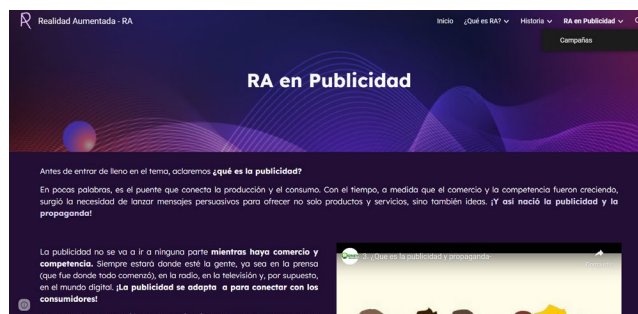 Realidad Aumentada - RA
Inicio ¿Qué es RA? Historia RA en Publicidad
Campañas
RA en Publicidad
Antes de entrar de lleno en el tema, aclaremos ¿qué es la publicidad?
En pocas palabras, es el puente que conecta la producción y el consumo. Con el tiempo, a medida que el comercio y la competencia fueron creciendo,
surgió la necesidad de lanzar mensajes persuasivos para ofrecer no solo productos y servicios, sino también ideas. ¡Y así nació la publicidad y la
propaganda!
La publicidad no se va a ir a ninguna parte mientras haya comercio y
competencia. Siempre estará donde esté la gente, ya sea en la prensa
(que fue donde todo comenzó), en la radio, en la televisión y, por supuesto,
en el mundo digital. ¡La publicidad se adapta a para conectar con los
consumidores!
3. ¿Que es la publicidad y propaganda-